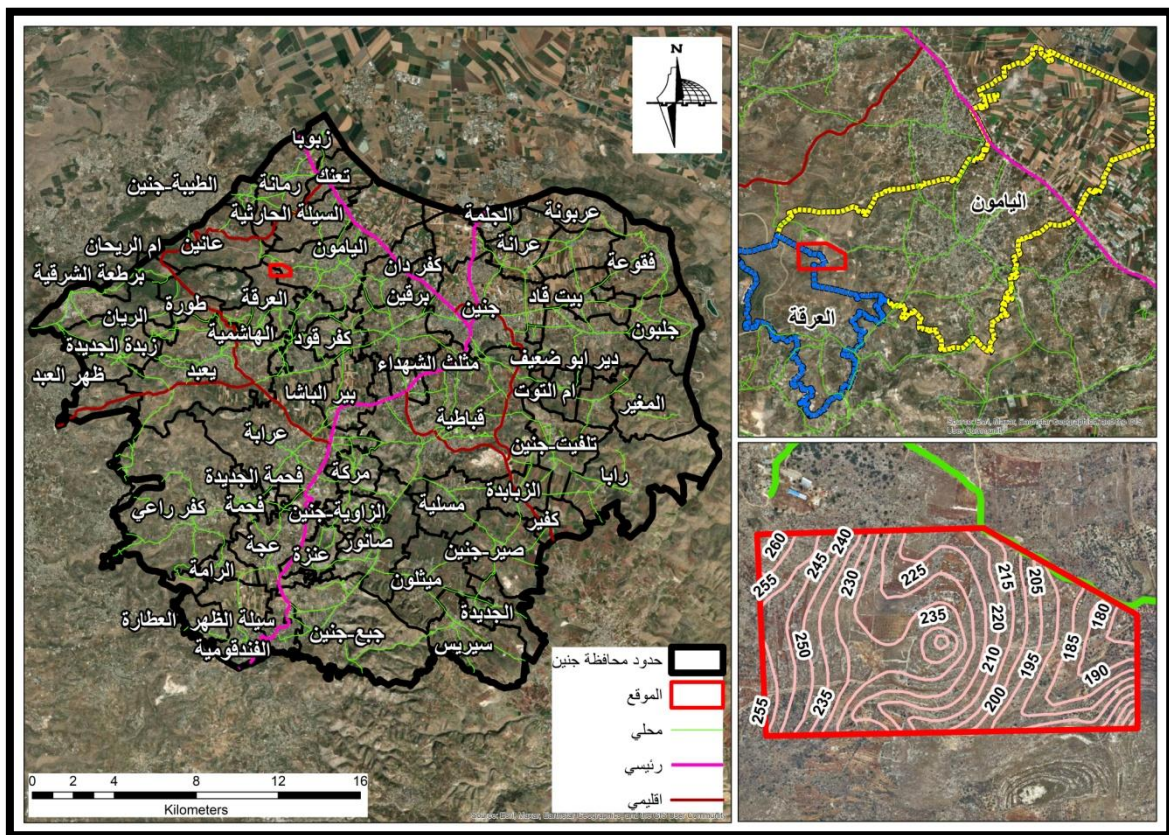 N
زبوبا
تعنك
رمانة
الطيبة-جنين
السيلة الحارثية
عانين
ام الريحان
برطعة الشرقية
اليامون
الجلمة
عربونة
عرانة
فقوعة
كفر دان
برقين
جنين
بيت قاد
جلبون
العرقة
طورة
الريان
الهاشمية
كفر قود
زبدة الجديدة
ظهر العبد
يعبد
مثلث الشهداء
دير ابو ضعيف
ام التوت
بير الباشا
قباطية
المغير
عرابة
تلفيت-جنين
مركة
فحمة الجديدة
الزبابدة
رابا
كفر راعي
فحمة
الزاوية-جنين
مسلية
كفير
عجة
عنزة
صانور
صير-جنين
الرامة
ميثلون
سيلة الظهر
العطارة
جبع-جنين
الجديدة
الفندقومية
سيريس
حدود محافظة جنين
الموقع
محلي
رئيسي
اقليمي
0 2 4 8 12 16
Kilometers
اليامون
العرقة
260
255
245
240
230
225
215
205
180
235
250
220
185
210
195
190
255
235
200